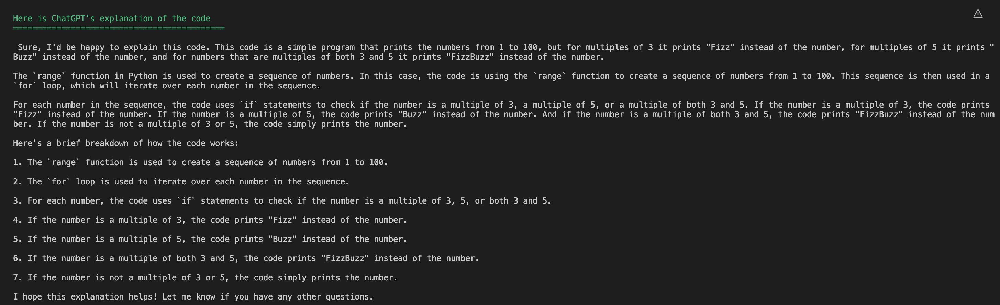 Here is ChatGPT's explanation of the code
============================================
Sure, I'd be happy to explain this code. This code is a simple program that prints the numbers from 1 to 100, but for multiples of 3 it prints "Fizz" instead of the number, for multiples of 5 it prints "
Buzz" instead of the number, and for numbers that are multiples of both 3 and 5 it prints "FizzBuzz" instead of the number.
The `range` function in Python is used to create a sequence of numbers. In this case, the code is using the `range` function to create a sequence of numbers from 1 to 100. This sequence is then used in a
`for` loop, which will iterate over each number in the sequence.
For each number in the sequence, the code uses `if` statements to check if the number is a multiple of 3, a multiple of 5, or a multiple of both 3 and 5. If the number is a multiple of 3, the code prints
"Fizz" instead of the number. If the number is a multiple of 5, the code prints "Buzz" instead of the number. And if the number is a multiple of both 3 and 5, the code prints "FizzBuzz" instead of the num
ber. If the number is not a multiple of 3 or 5, the code simply prints the number.
Here's a brief breakdown of how the code works:
1. The `range` function is used to create a sequence of numbers from 1 to 100.
2. The `for` loop is used to iterate over each number in the sequence.
3. For each number, the code uses `if` statements to check if the number is a multiple of 3, 5, or both 3 and 5.
4. If the number is a multiple of 3, the code prints "Fizz" instead of the number.
5. If the number is a multiple of 5, the code prints "Buzz" instead of the number.
6. If the number is a multiple of both 3 and 5, the code prints "FizzBuzz" instead of the number.
7. If the number is not a multiple of 3 or 5, the code simply prints the number.
I hope this explanation helps! Let me know if you have any other questions.